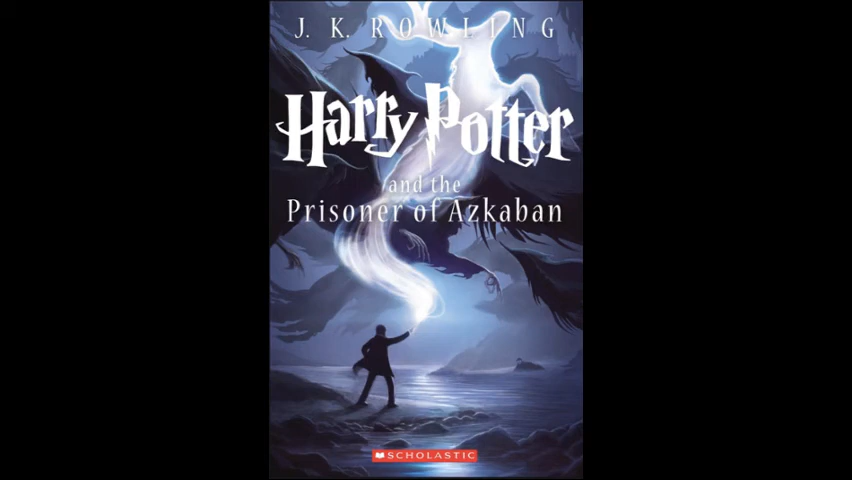 J. K. ROWLING
Harry Potter
and the
Prisoner of Azkaban
SCHOLASTIC